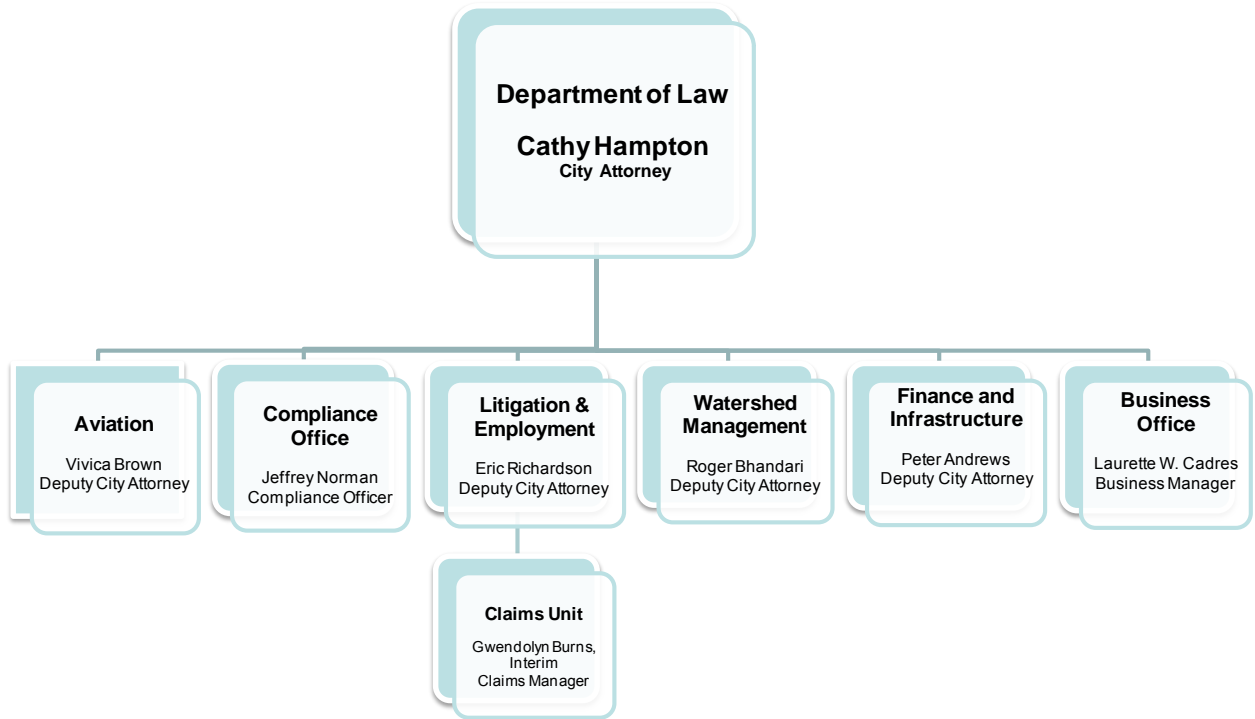 Department of Law
Cathy Hampton
City Attorney
Aviation
Vivica Brown
Deputy City Attorney
Compliance
Office
Jeffrey Norman
Compliance Officer
Litigation &
Employment
Eric Richardson
Deputy City Attorney
Watershed
Management
Roger Bhandari
Deputy City Attorney
Finance and
Infrastructure
Peter Andrews
Deputy City Attorney
Business
Office
Laurette W. Cadres
Business Manager
Claims Unit
Gwendolyn Burns,
Interim
Claims Manager